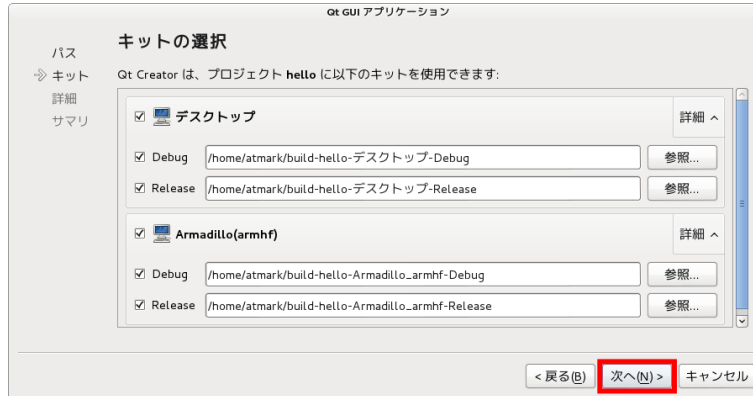 Qt GUI アプリケーション
パス
キット
詳細
サマリ
キットの選択
Qt Creator は、プロジェクト hello に以下のキットを使用できます:
デスクトップ 詳細
Debug /home/atmark/build-hello-デスクトップ-Debug 参照...
Release /home/atmark/build-hello-デスクトップ-Release 参照...
Armadillo(armhf) 詳細
Debug /home/atmark/build-hello-Armadillo_armhf-Debug 参照...
Release /home/atmark/build-hello-Armadillo_armhf-Release 参照...
< 戻る(B) 次へ(N) > キャンセル